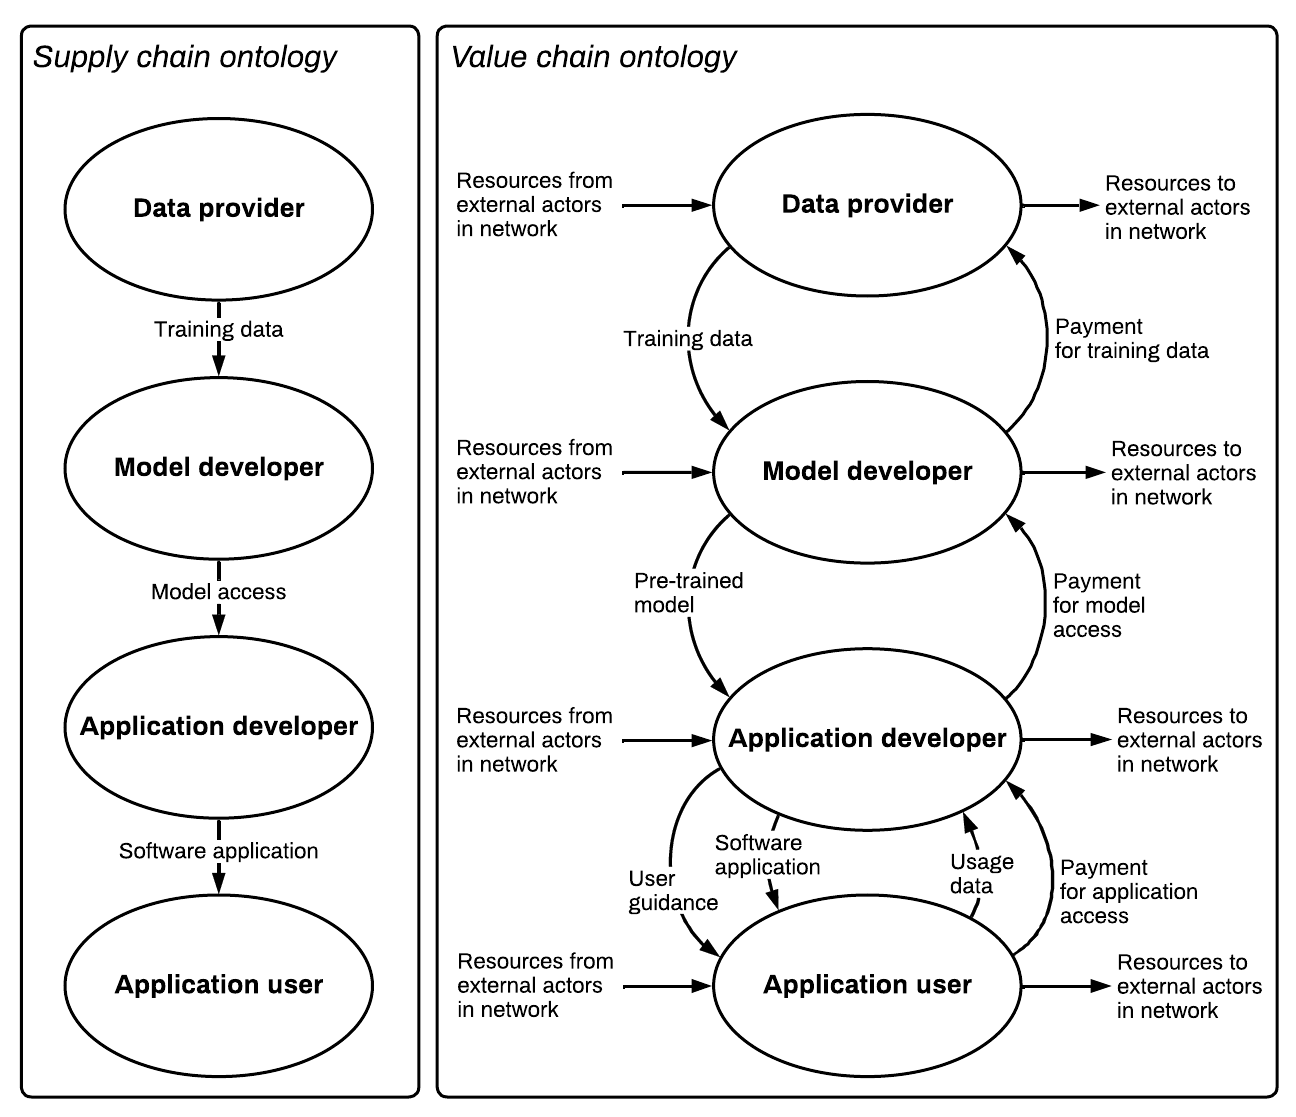 Supply chain ontology
Data provider
Training data
Model developer
Model access
Application developer
Software application
Application user
Value chain ontology
Resources from
external actors
in network
Data provider
Resources to
external actors
in network
Training data
Payment
for training data
Resources from
external actors
in network
Model developer
Resources to
external actors
in network
Pre-trained
model
Payment
for model
access
Resources from
external actors
in network
Application developer
Resources to
external actors
in network
User
guidance
Software
application
Usage
data
Payment
for application
access
Resources from
external actors
in network
Application user
Resources to
external actors
in network